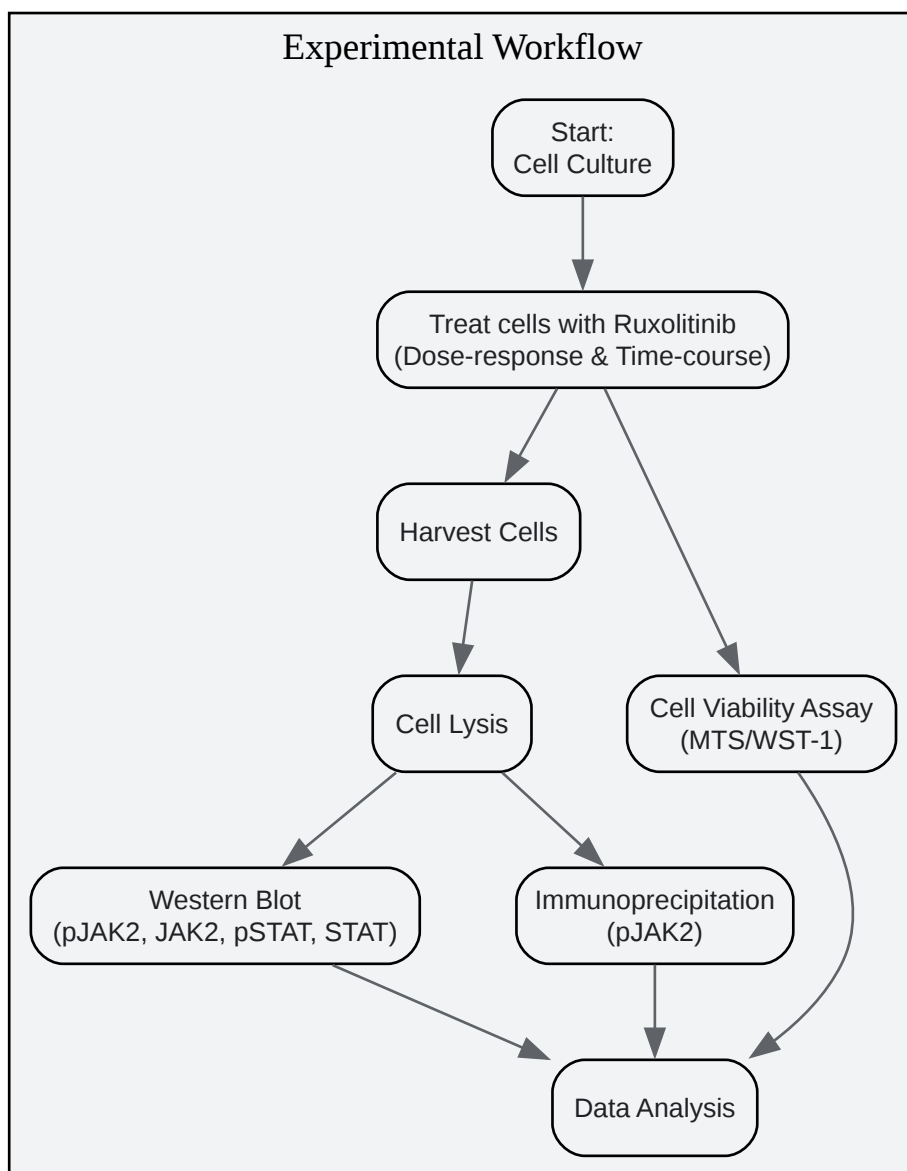 Experimental Workflow
Start:
Cell Culture
Treat cells with Ruxolitinib
(Dose-response & Time-course)
Harvest Cells
Cell Lysis
Cell Viability Assay
(MTS/WST-1)
Western Blot
(pJAK2, JAK2, pSTAT, STAT)
Immunoprecipitation
(pJAK2)
Data Analysis